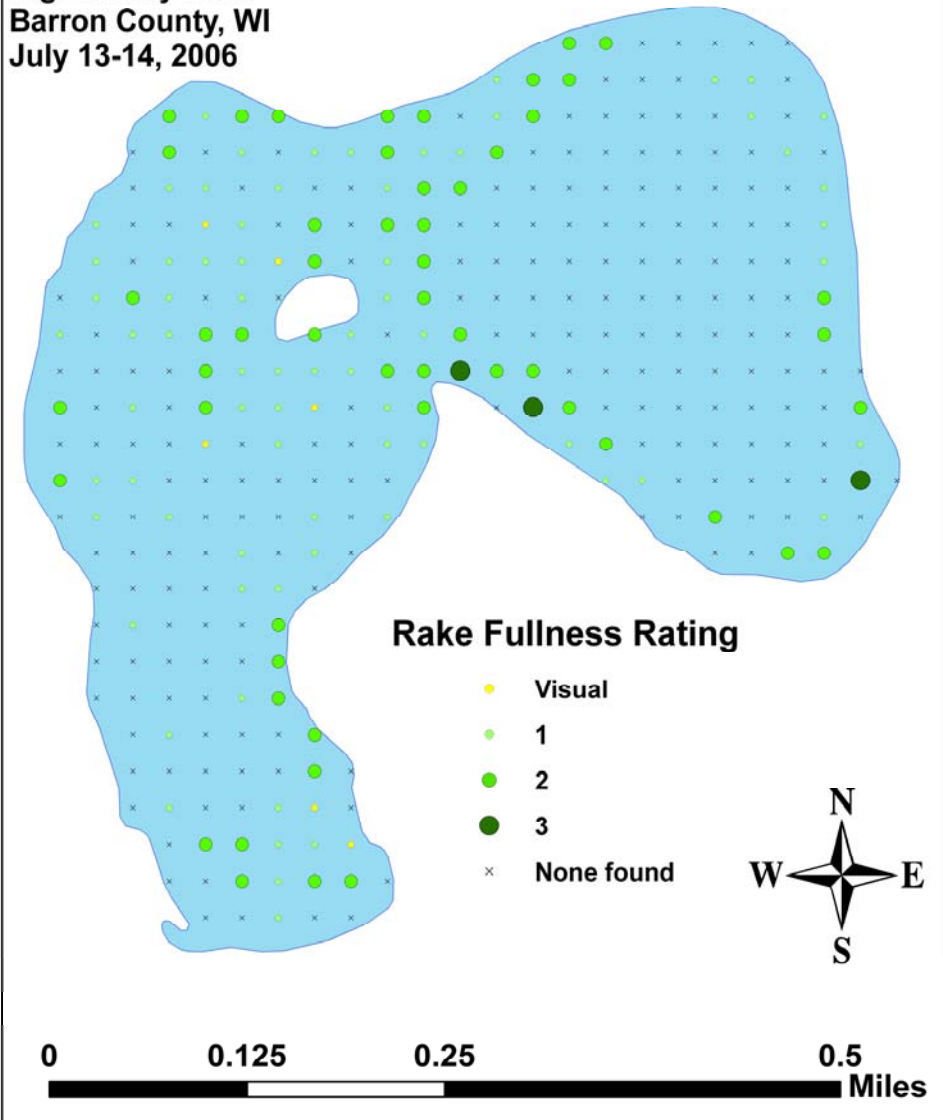 Barron County, WI
July 13-14, 2006
Rake Fullness Rating
Visual
1
2
3
None found
N
W E
S
0 0.125 0.25 0.5
Miles